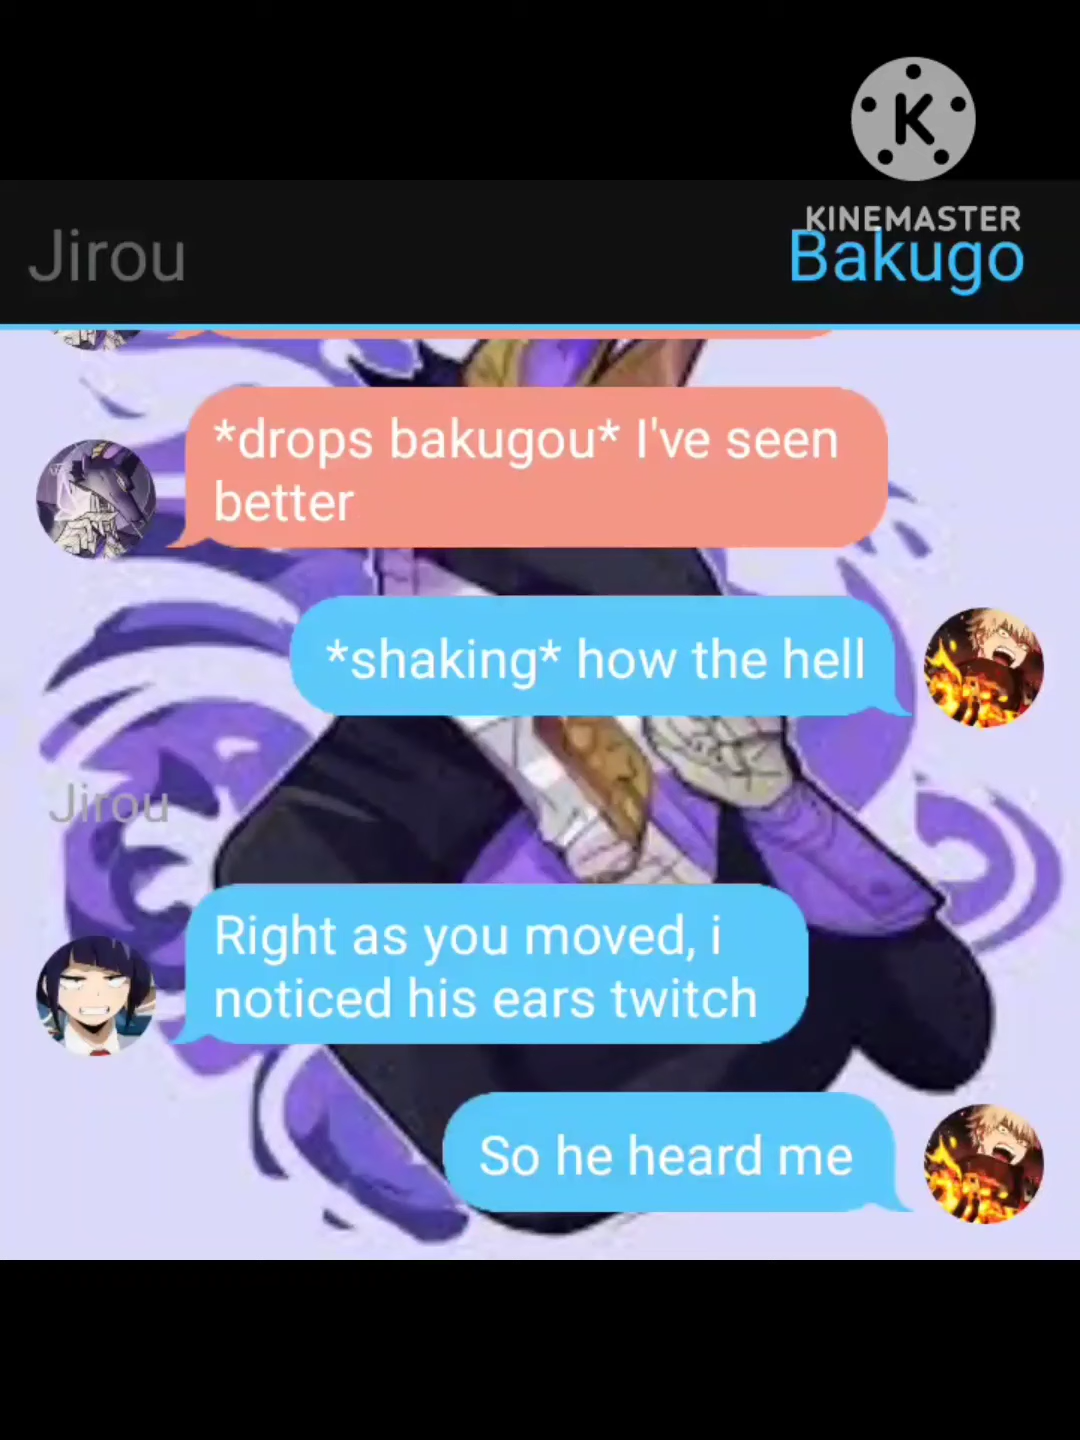 K
KINEMASTER
Jirou
Bakugo
*drops bakugou* I've seen
better
*shaking* how the hell
Jirou
Right as you moved, i
noticed his ears twitch
So he heard me